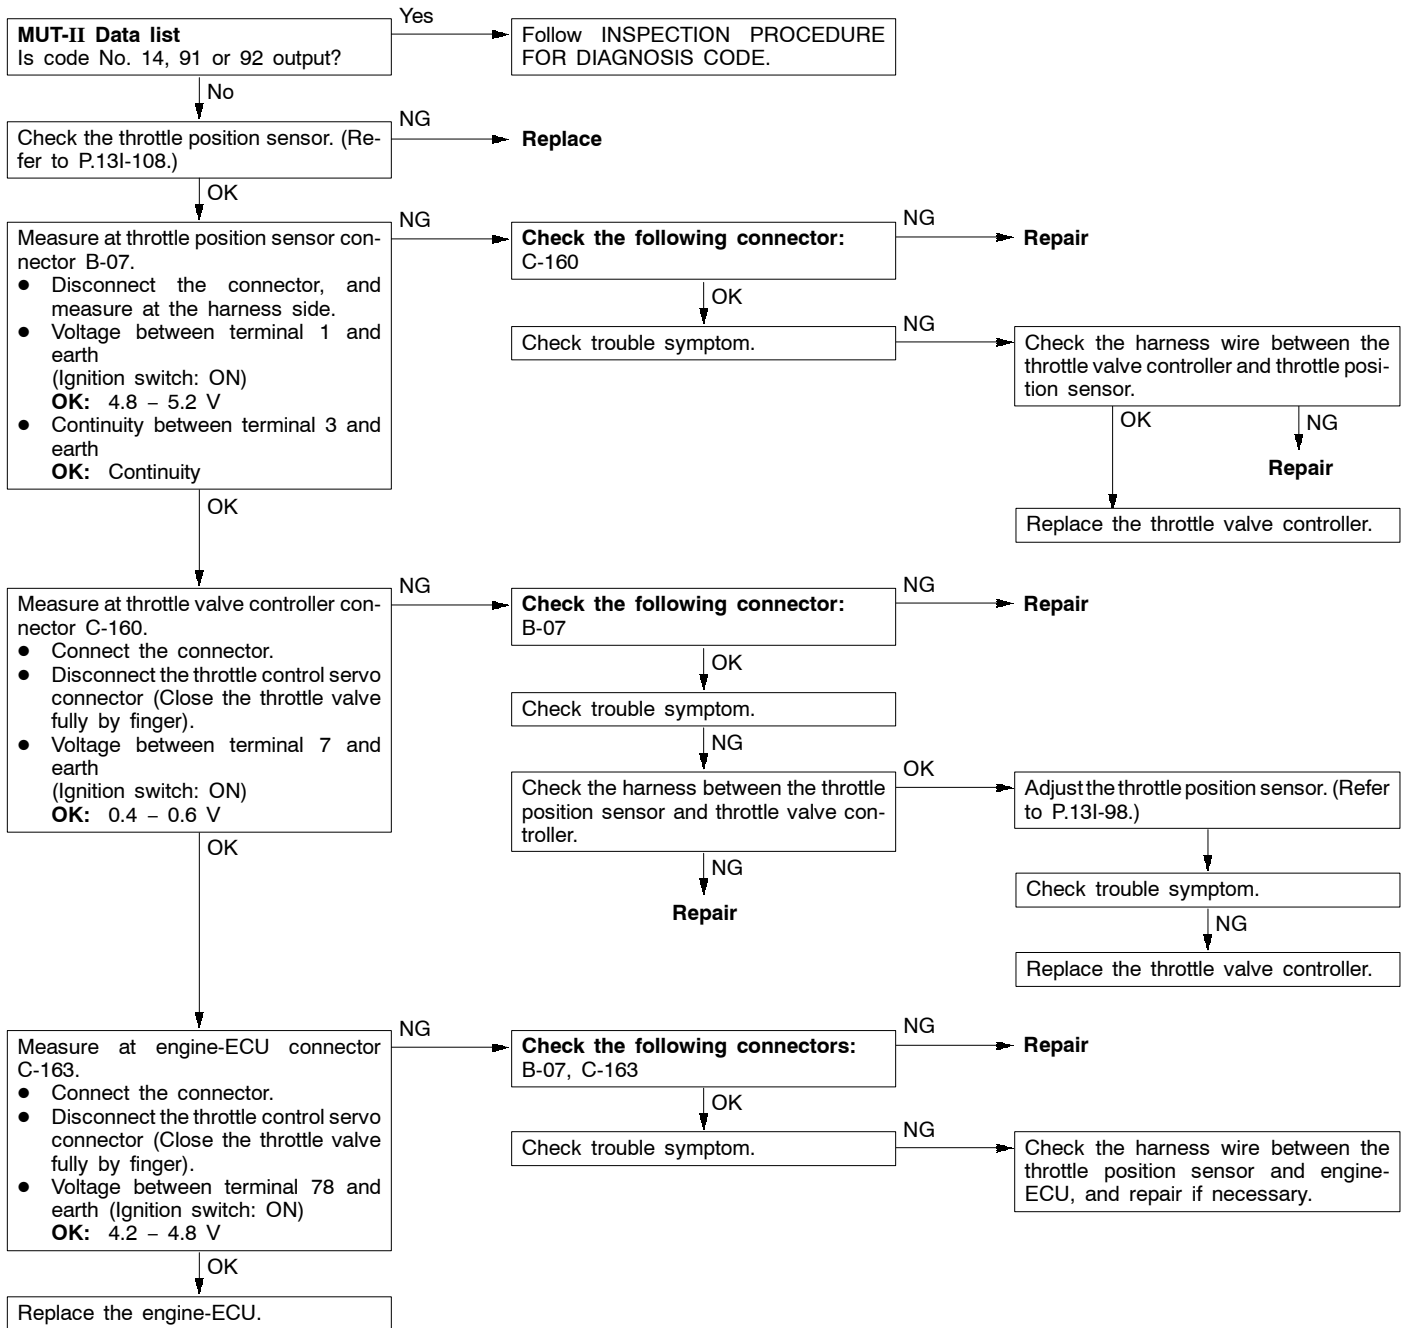 MUT-II Data list
Is code No. 14, 91 or 92 output?
Yes
Follow INSPECTION PROCEDURE
FOR DIAGNOSIS CODE.
No
Check the throttle position sensor. (Re-
fer to P.13I-108.)
NG
Replace
OK
Measure at throttle position sensor con-
nector B-07.
● Disconnect the connector, and
measure at the harness side.
● Voltage between terminal 1 and
earth
(Ignition switch: ON)
OK: 4.8 – 5.2 V
● Continuity between terminal 3 and
earth
OK: Continuity
NG
Check the following connector:
C-160
NG
Repair
OK
Check trouble symptom.
NG
Check the harness wire between the
throttle valve controller and throttle posi-
tion sensor.
OK
NG
Repair
Replace the throttle valve controller.
OK
Measure at throttle valve controller con-
nector C-160.
● Connect the connector.
● Disconnect the throttle control servo
connector (Close the throttle valve
fully by finger).
● Voltage between terminal 7 and
earth
(Ignition switch: ON)
OK: 0.4 – 0.6 V
NG
Check the following connector:
B-07
NG
Repair
OK
Check trouble symptom.
NG
Check the harness between the throttle
position sensor and throttle valve con-
troller.
OK
Adjust the throttle position sensor. (Refer
to P.13I-98.)
NG
Repair
Check trouble symptom.
NG
Replace the throttle valve controller.
OK
Measure at engine-ECU connector
C-163.
● Connect the connector.
● Disconnect the throttle control servo
connector (Close the throttle valve
fully by finger).
● Voltage between terminal 78 and
earth (Ignition switch: ON)
OK: 4.2 – 4.8 V
NG
Check the following connectors:
B-07, C-163
NG
Repair
OK
Check trouble symptom.
NG
Check the harness wire between the
throttle position sensor and engine-
ECU, and repair if necessary.
OK
Replace the engine-ECU.